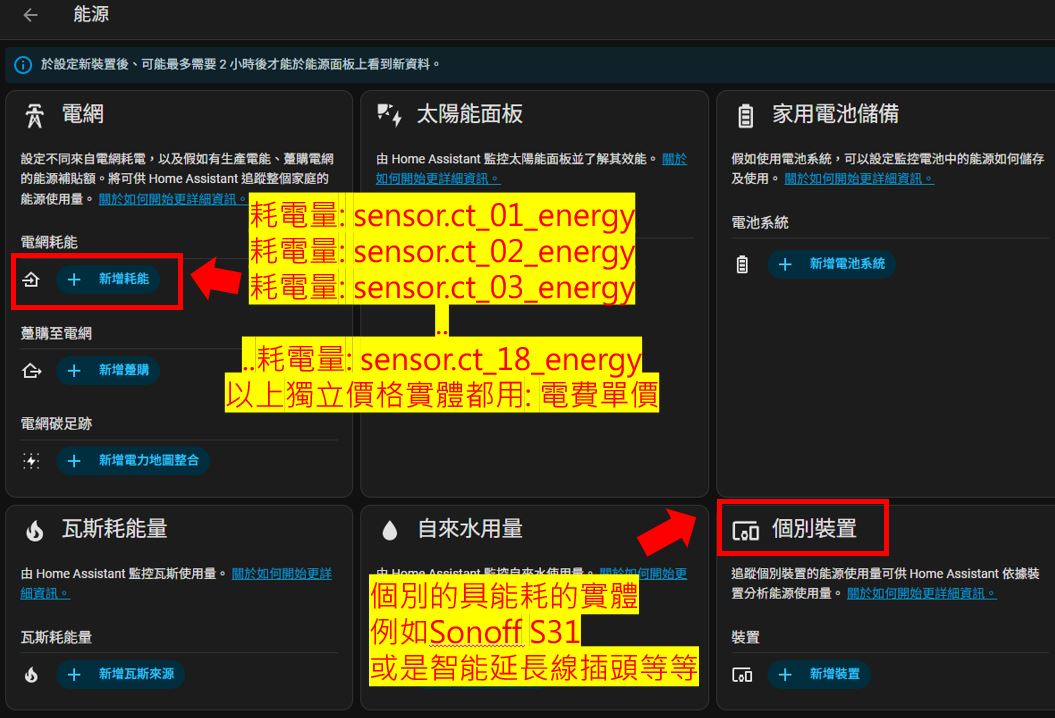 能源
於設定新裝置後、可能最多需要 2 小時後才能於能源面板上看到新資料。
電網
設定不同來自電網耗電，以及假如有生產電能、躉購電網
的能源補貼額。將可供 Home Assistant 追蹤整個家庭的
能源使用量。 關於如何開始更詳細資訊。
電網耗能
新增耗能
躉購至電網
新增躉購
電網碳足跡
新增電力地圖整合
太陽能面板
由 Home Assistant 監控太陽能面板並了解其效能。 關於
如何開始更詳細資訊。
家用電池儲備
假如使用電池系統，可以設定監控電池中的能源如何儲存
及使用。 關於如何開始更詳細資訊。
電池系統
新增電池系統
耗電量: sensor.ct_01_energy
耗電量: sensor.ct_02_energy
耗電量: sensor.ct_03_energy
..
..耗電量: sensor.ct_18_energy
以上獨立價格實體都用: 電費單價
瓦斯耗能量
由 Home Assistant 監控瓦斯使用量。 關於如何開始更詳
細資訊。
瓦斯耗能量
新增瓦斯來源
自來水用量
由 Home Assistant 監控自來水使用量。 關於如何開始更
個別的具能耗的實體
例如Sonoff S31
或是智能延長線插頭等等
個別裝置
追蹤個別裝置的能源使用量可供 Home Assistant 依據裝
置分析能源使用量。 關於如何開始更詳細資訊。
裝置
新增裝置